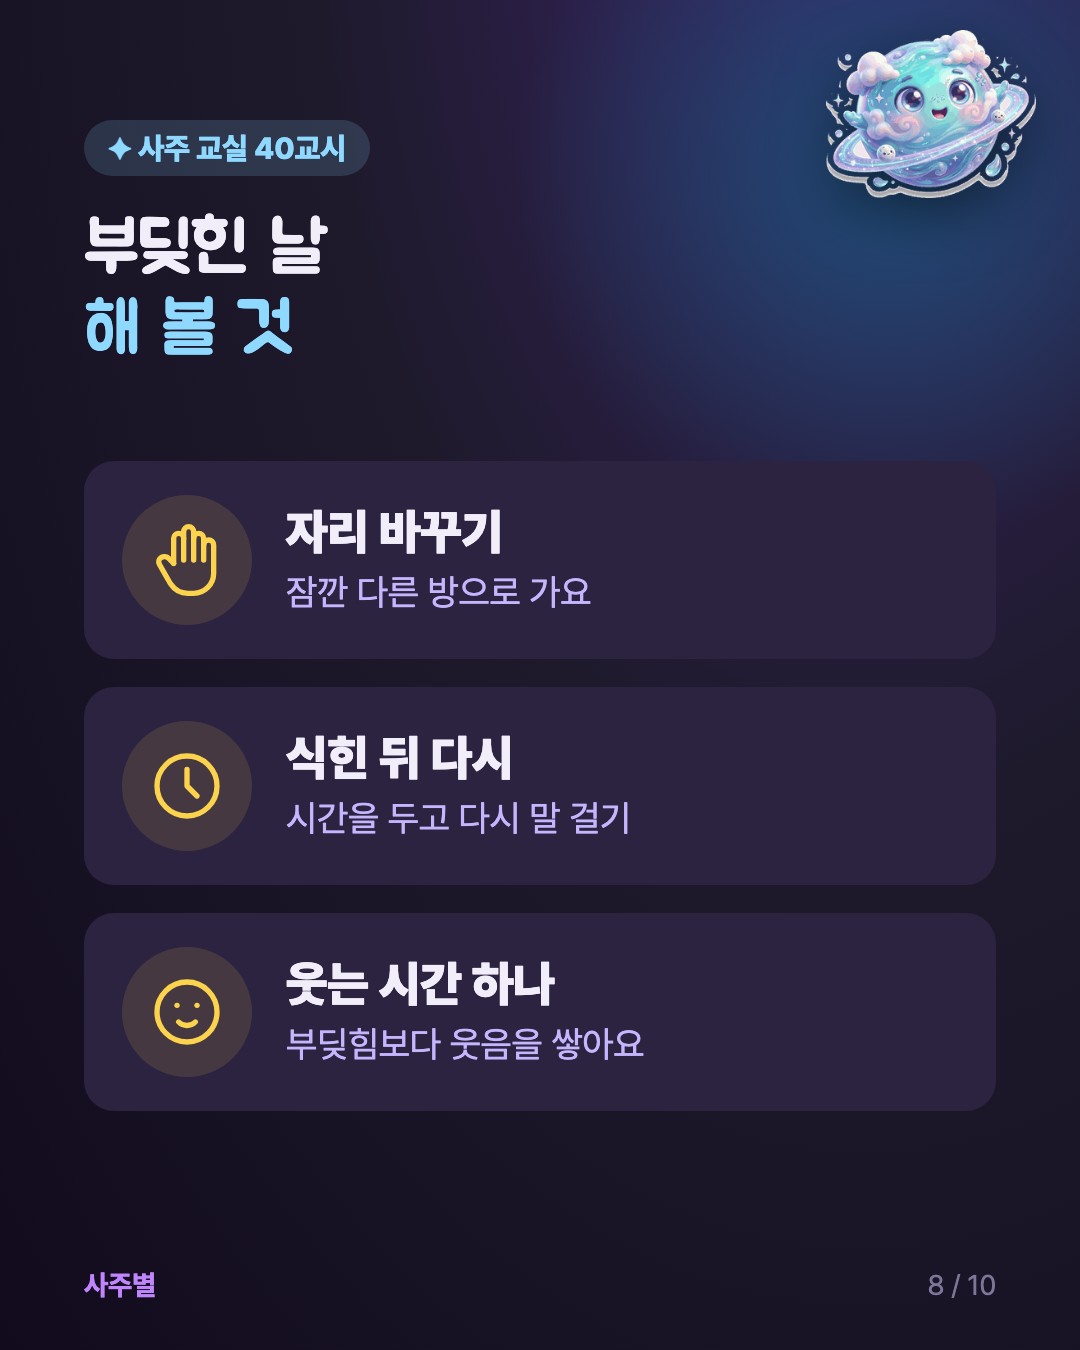 ✦ 사주 교실 40교시
부딪힌 날
해 볼 것
자리 바꾸기
잠깐 다른 방으로 가요
식힌 뒤 다시
시간을 두고 다시 말 걸기
웃는 시간 하나
부딪힘보다 웃음을 쌓아요
사주별
8 / 10